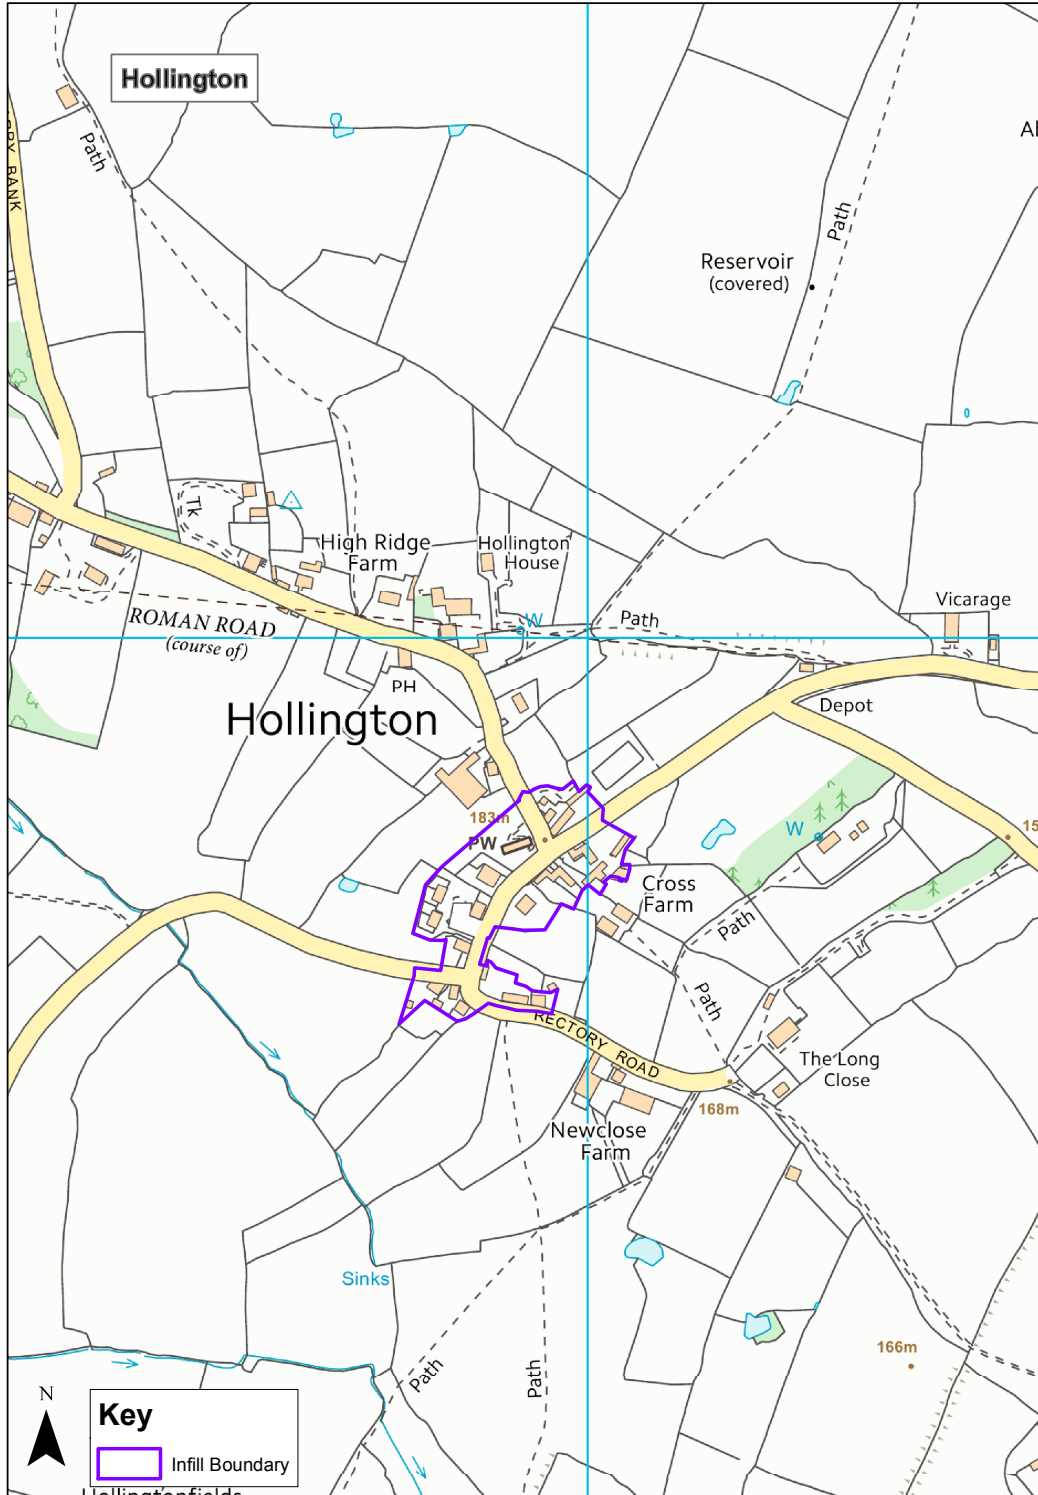 Hollington
Path
BANK
Path
Reservoir
(covered)
Tk
High Ridge
Farm
Hollington
House
W
Path
Vicarage
ROMAN ROAD
(course of)
PH
Hollington
Depot
183m
PW
W
Cross
Farm
Path
Path
RECTORY ROAD
The Long
Close
168m
Newclose
Farm
Sinks
166m
Path
Path
N
Key
Infill Boundary
Hollingtonfields